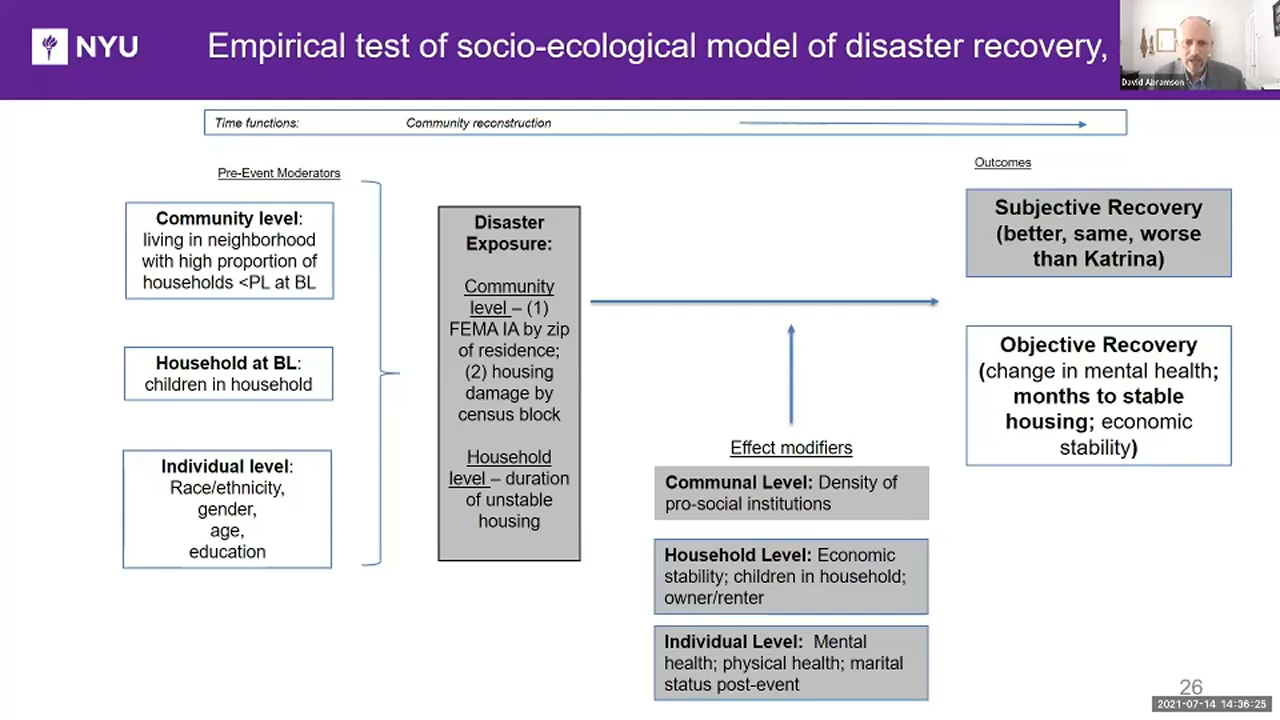 NYU
Empirical test of socio-ecological model of disaster recovery,
David Abramson
Time functions: Community reconstruction
Pre-Event Moderators
Community level:
living in neighborhood
with high proportion of
households <PL at BL
Household at BL:
children in household
Individual level:
Race/ethnicity,
gender,
age,
education
Disaster
Exposure:
Community
level – (1)
FEMA IA by zip
of residence;
(2) housing
damage by
census block
Household
level – duration
of unstable
housing
Effect modifiers
Communal Level: Density of
pro-social institutions
Household Level: Economic
stability; children in household;
owner/renter
Individual Level: Mental
health; physical health; marital
status post-event
Outcomes
Subjective Recovery
(better, same, worse
than Katrina)
Objective Recovery
(change in mental health;
months to stable
housing; economic
stability)
26
2021-07-14 14:36:25